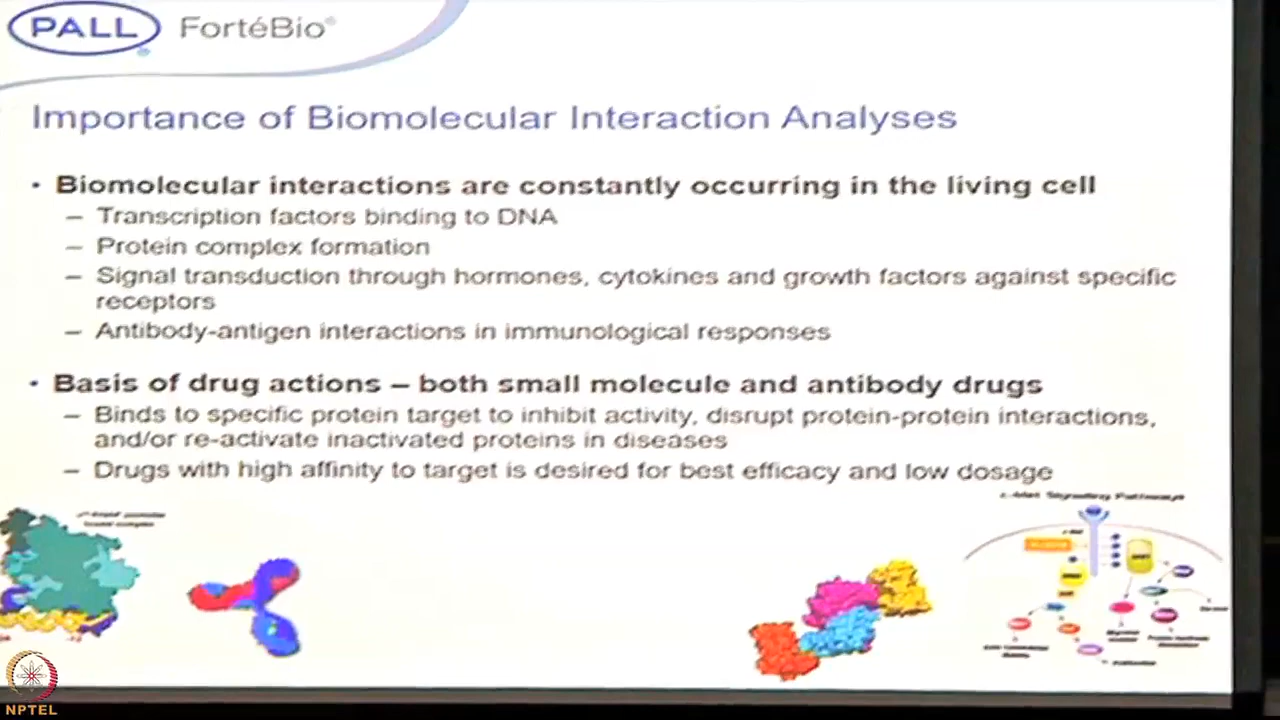 PALL FortéBio®
Importance of Biomolecular Interaction Analyses
• Biomolecular interactions are constantly occurring in the living cell
– Transcription factors binding to DNA
– Protein complex formation
– Signal transduction through hormones, cytokines and growth factors against specific
receptors
– Antibody-antigen interactions in immunological responses
• Basis of drug actions – both small molecule and antibody drugs
– Binds to specific protein target to inhibit activity, disrupt protein-protein interactions,
and/or re-activate inactivated proteins in diseases
– Drugs with high affinity to target is desired for best efficacy and low dosage
c-Met Signaling Pathways
NPTEL